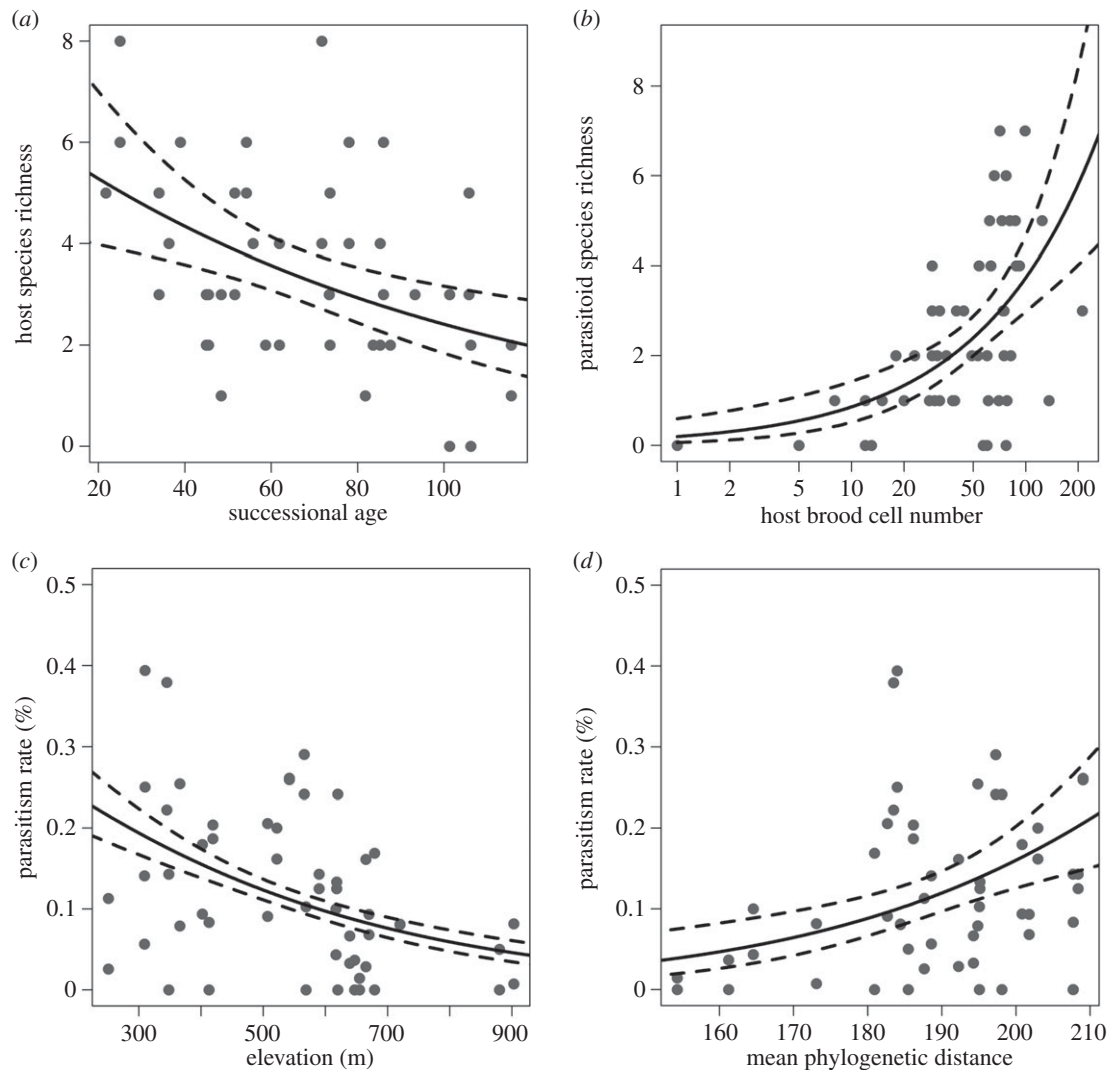 (a)
8
6
4
2
0
host species richness
20 40 60 80 100
successional age
(b)
8
6
4
2
0
parasitoid species richness
1 2 5 10 20 50 100 200
host brood cell number
(c)
0.5
0.4
0.3
0.2
0.1
0
parasitism rate (%)
300 500 700 900
elevation (m)
(d)
0.5
0.4
0.3
0.2
0.1
0
parasitism rate (%)
160 170 180 190 200 210
mean phylogenetic distance